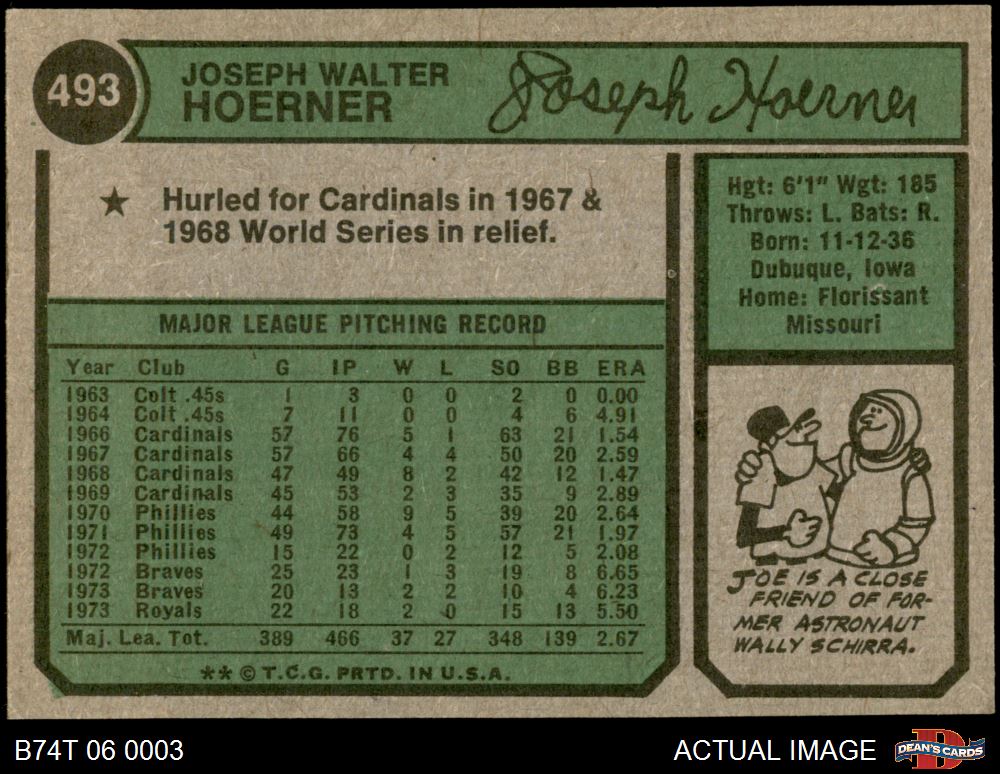 493
JOSEPH WALTER
HOERNER
Joseph Hoerner
★ Hurled for Cardinals in 1967 &
1968 World Series in relief.
MAJOR LEAGUE PITCHING RECORD
Year Club G IP W L SO BB ERA
1963 Colt .45s 1 3 0 0 2 0 0.00
1964 Colt .45s 7 11 0 0 4 6 4.91
1966 Cardinals 57 76 5 1 63 21 1.54
1967 Cardinals 57 66 4 4 50 20 2.59
1968 Cardinals 47 49 8 2 42 12 1.47
1969 Cardinals 45 53 2 3 35 9 2.89
1970 Phillies 44 58 9 5 39 20 2.64
1971 Phillies 49 73 4 5 57 21 1.97
1972 Phillies 15 22 0 2 12 5 2.08
1972 Braves 25 23 1 3 19 8 6.65
1973 Braves 20 13 2 2 10 4 6.23
1973 Royals 22 18 2 0 15 13 5.50
Maj. Lea. Tot. 389 466 37 27 348 139 2.67
** © T.C.G. PRTD. IN U.S.A.
Hgt: 6'1" Wgt: 185
Throws: L. Bats: R.
Born: 11-12-36
Dubuque, Iowa
Home: Florissant
Missouri
JOE IS A CLOSE
FRIEND OF FOR-
MER ASTRONAUT
WALLY SCHIRRA.
B74T 06 0003
ACTUAL IMAGE
D
DEAN'S CARDS